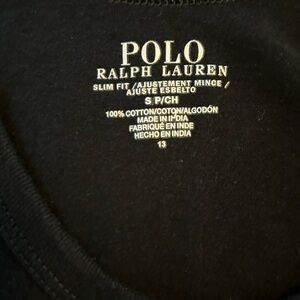 POLO
RALPH LAUREN
SLIM FIT / AJUSTEMENT MINCE /
AJUSTE ESBELTO
S P/CH
100% COTTON/COTON/ALGODÓN
MADE IN INDIA
FABRIQUÉ EN INDE
HECHO EN INDIA
13